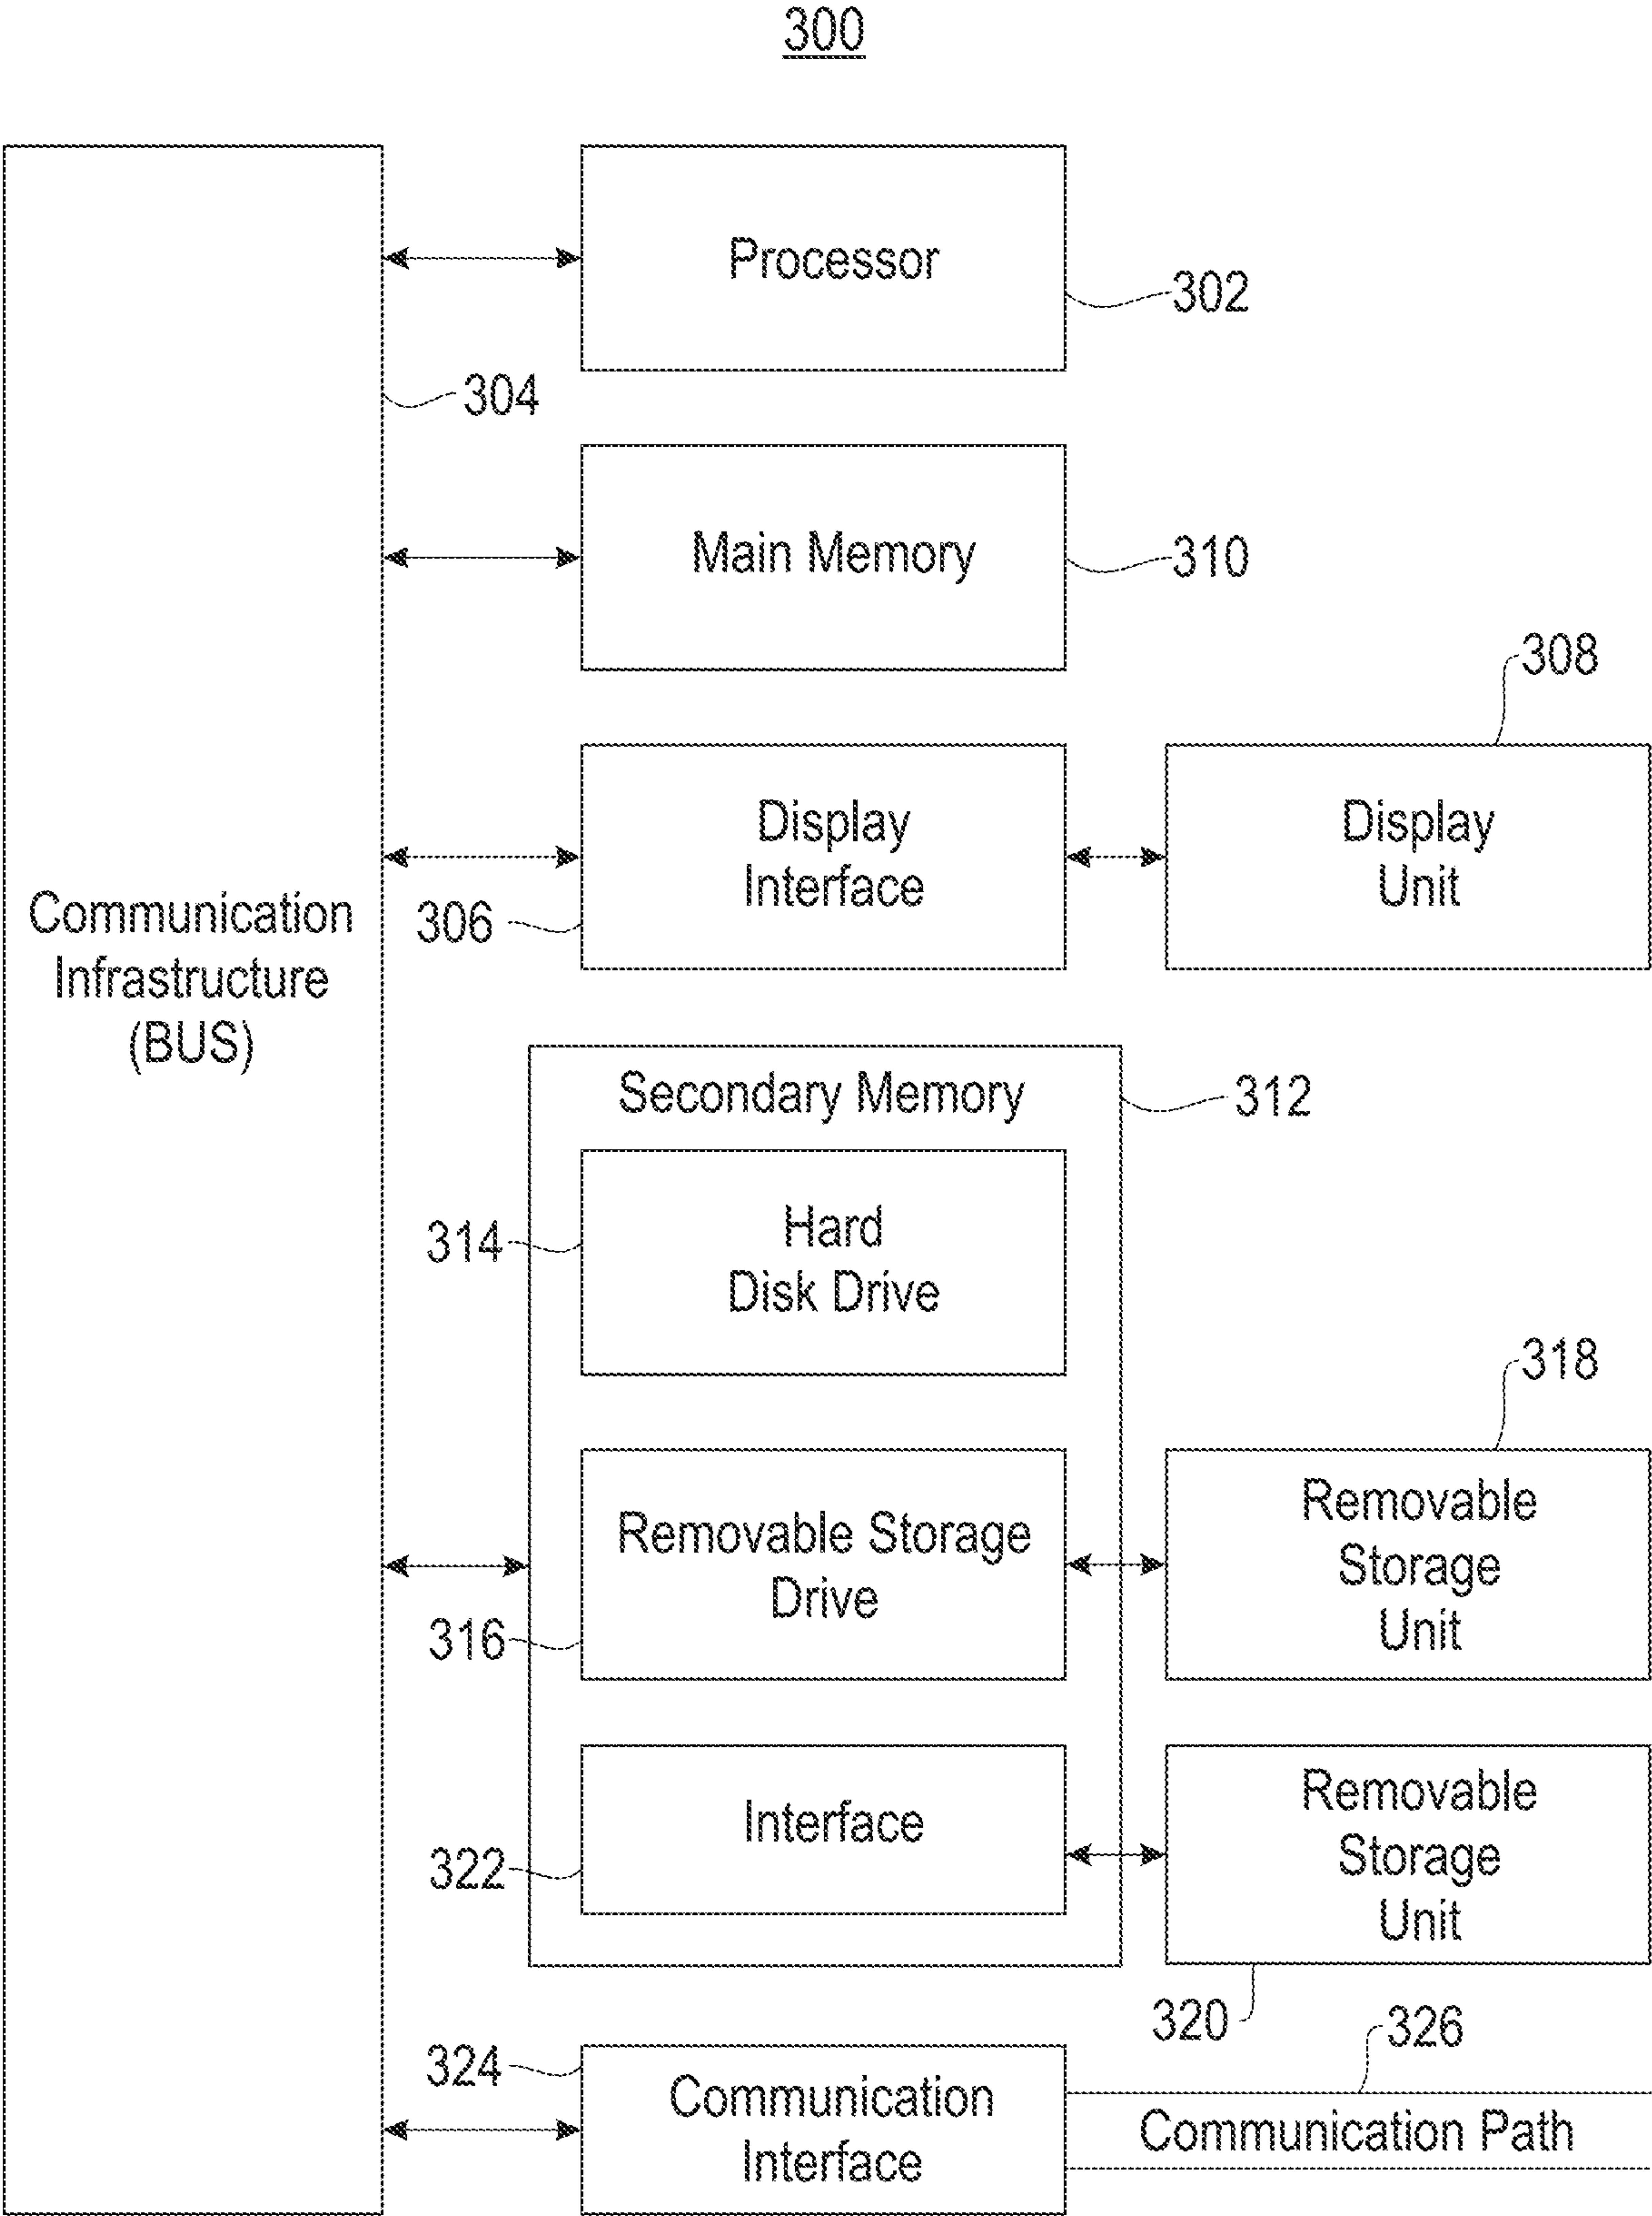 300
Processor
302
304
Main Memory
310
308
Display
Interface
306
Display
Unit
Communication
Infrastructure
(BUS)
Secondary Memory
312
Hard
Disk Drive
314
318
Removable Storage
Drive
316
Removable
Storage
Unit
Interface
322
Removable
Storage
Unit
320
326
324
Communication
Interface
Communication Path